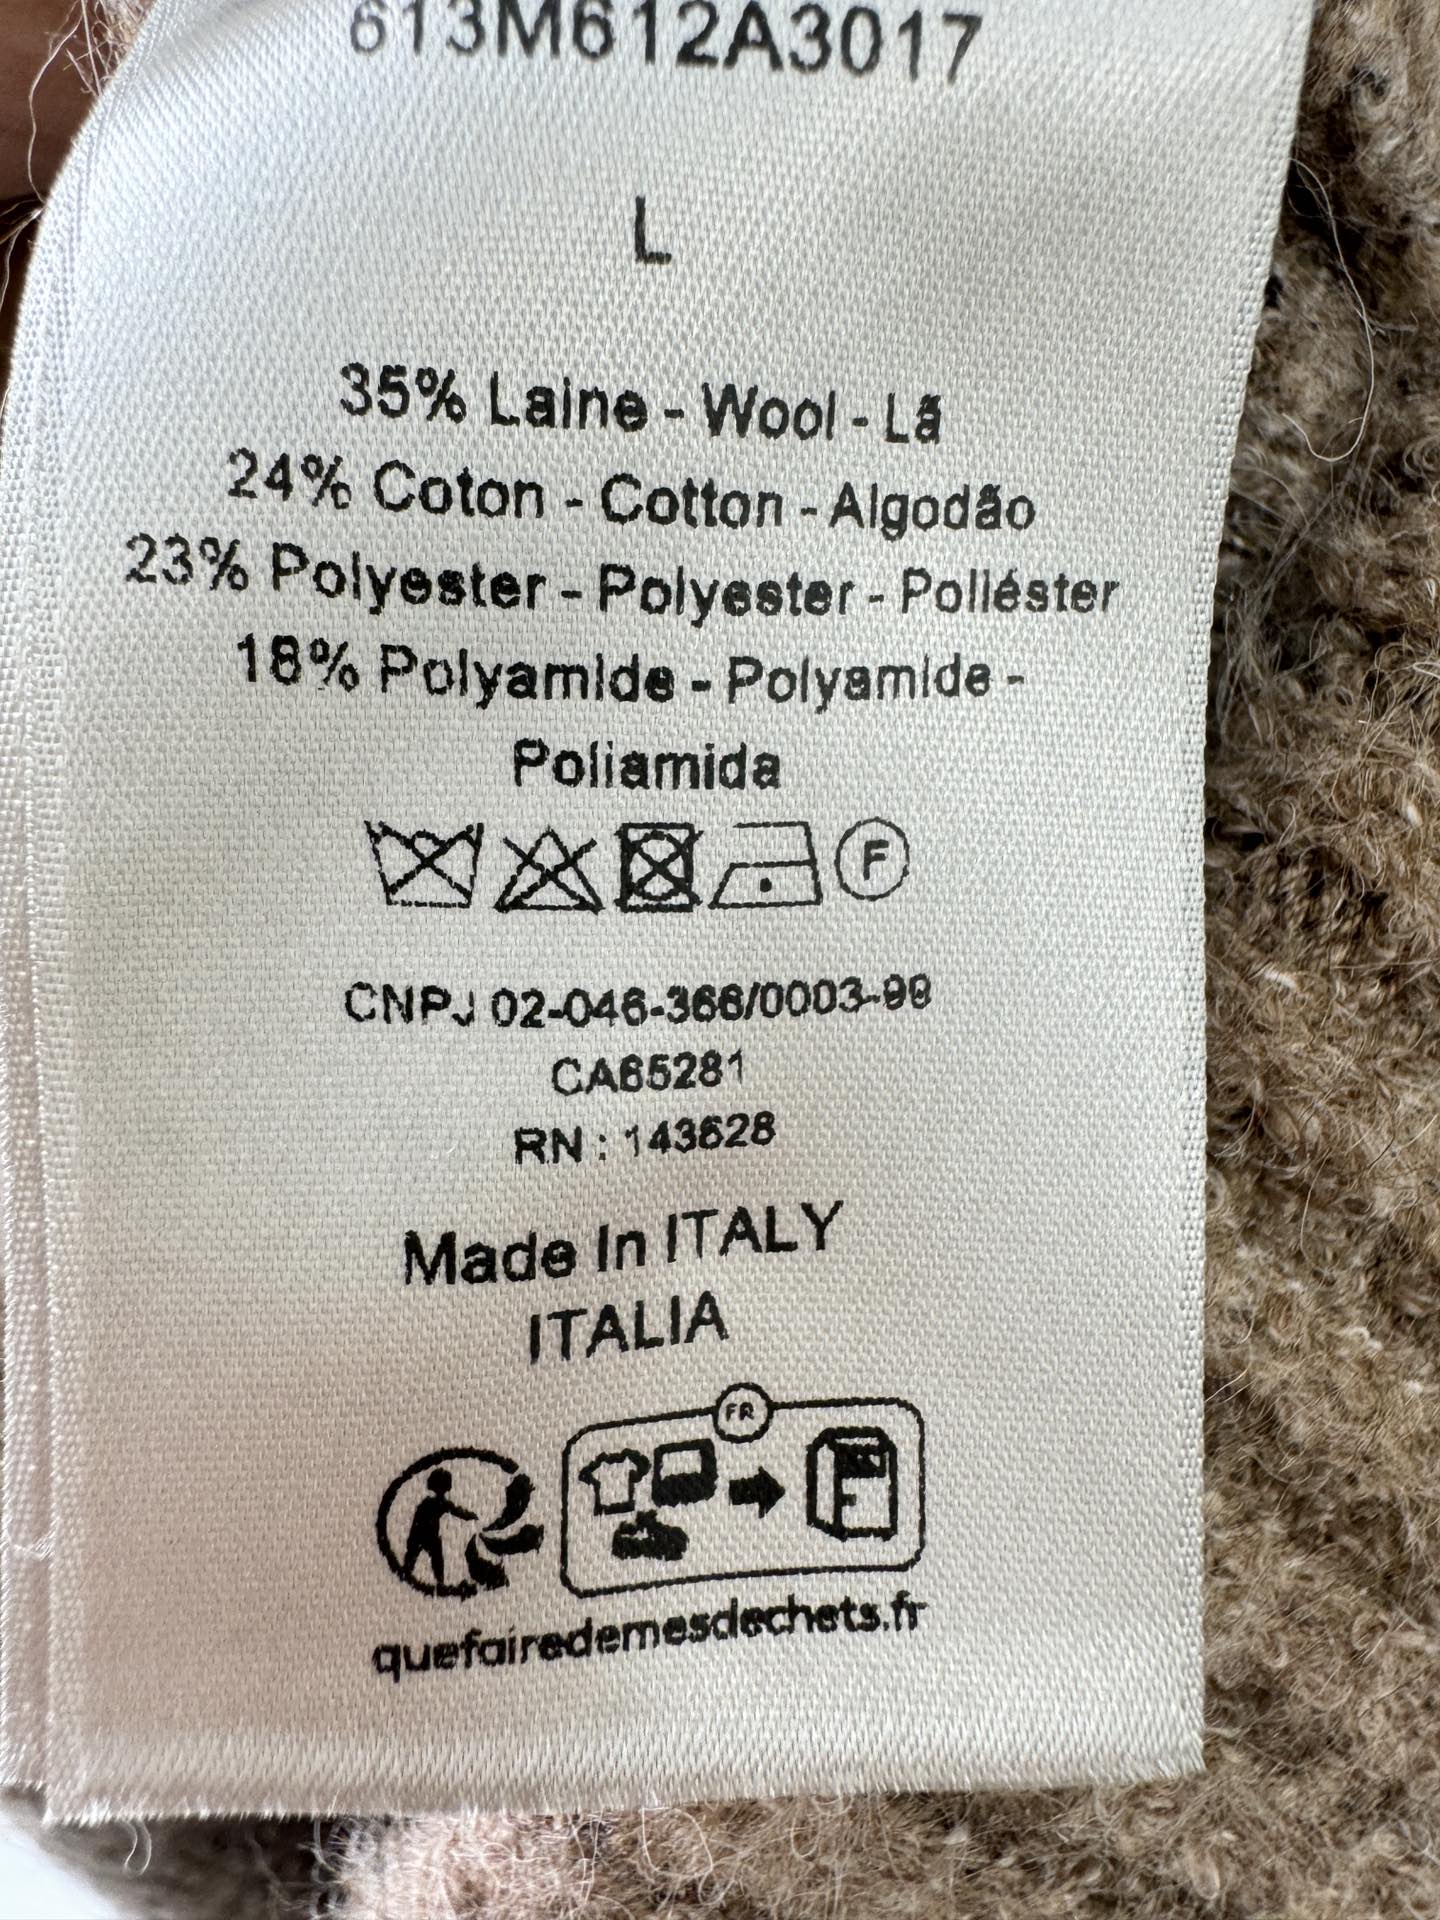 613M612A3017
L
35% Laine - Wool - Lã
24% Coton - Cotton - Algodão
23% Polyester - Polyester - Poliéster
18% Polyamide - Polyamide -
Poliamida
F
CNPJ 02-046-366/0003-99
CA65281
RN : 143628
Made In ITALY
ITALIA
FR
quefairedemesdechets.fr